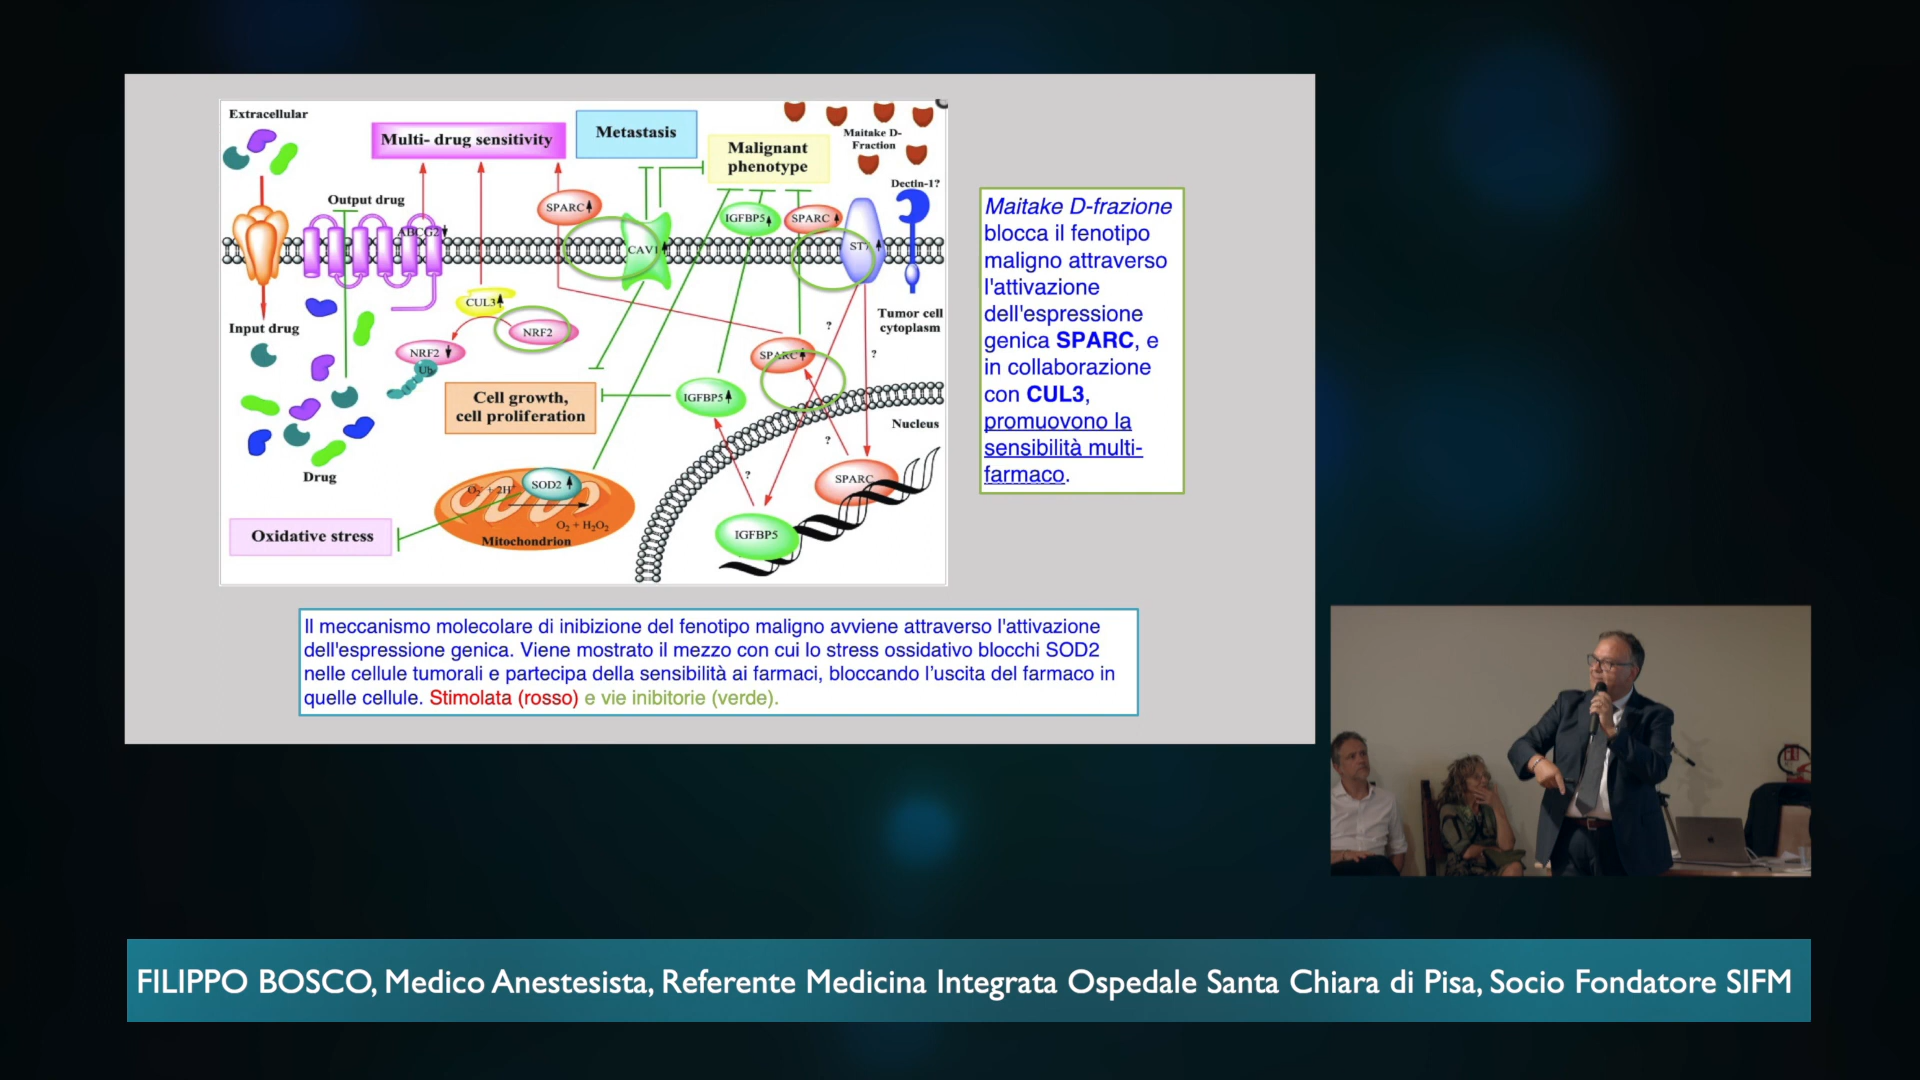 Extracellular
Multi- drug sensitivity
Metastasis
Malignant
phenotype
Maitake D-
Fraction
Dectin-1?
Output drug
ABCG2
SPARC
CAV1
IGFBP5
SPARC
ST7
Input drug
CUL3
NRF2
NRF2
Ub
Tumor cell
cytoplasm
?
?
SPARC
Cell growth,
cell proliferation
IGFBP5
Nucleus
?
?
Drug
SOD2
O2- + 2H+
O2 + H2O2
Mitochondrion
SPARC
IGFBP5
Oxidative stress
Maitake D-frazione
blocca il fenotipo
maligno attraverso
l'attivazione
dell'espressione
genica SPARC, e
in collaborazione
con CUL3,
promuovono la
sensibilità multi-
farmaco.
Il meccanismo molecolare di inibizione del fenotipo maligno avviene attraverso l'attivazione
dell'espressione genica. Viene mostrato il mezzo con cui lo stress ossidativo blocchi SOD2
nelle cellule tumorali e partecipa della sensibilità ai farmaci, bloccando l'uscita del farmaco in
quelle cellule. Stimolata (rosso) e vie inibitorie (verde).
FILIPPO BOSCO, Medico Anestesista, Referente Medicina Integrata Ospedale Santa Chiara di Pisa, Socio Fondatore SIFM